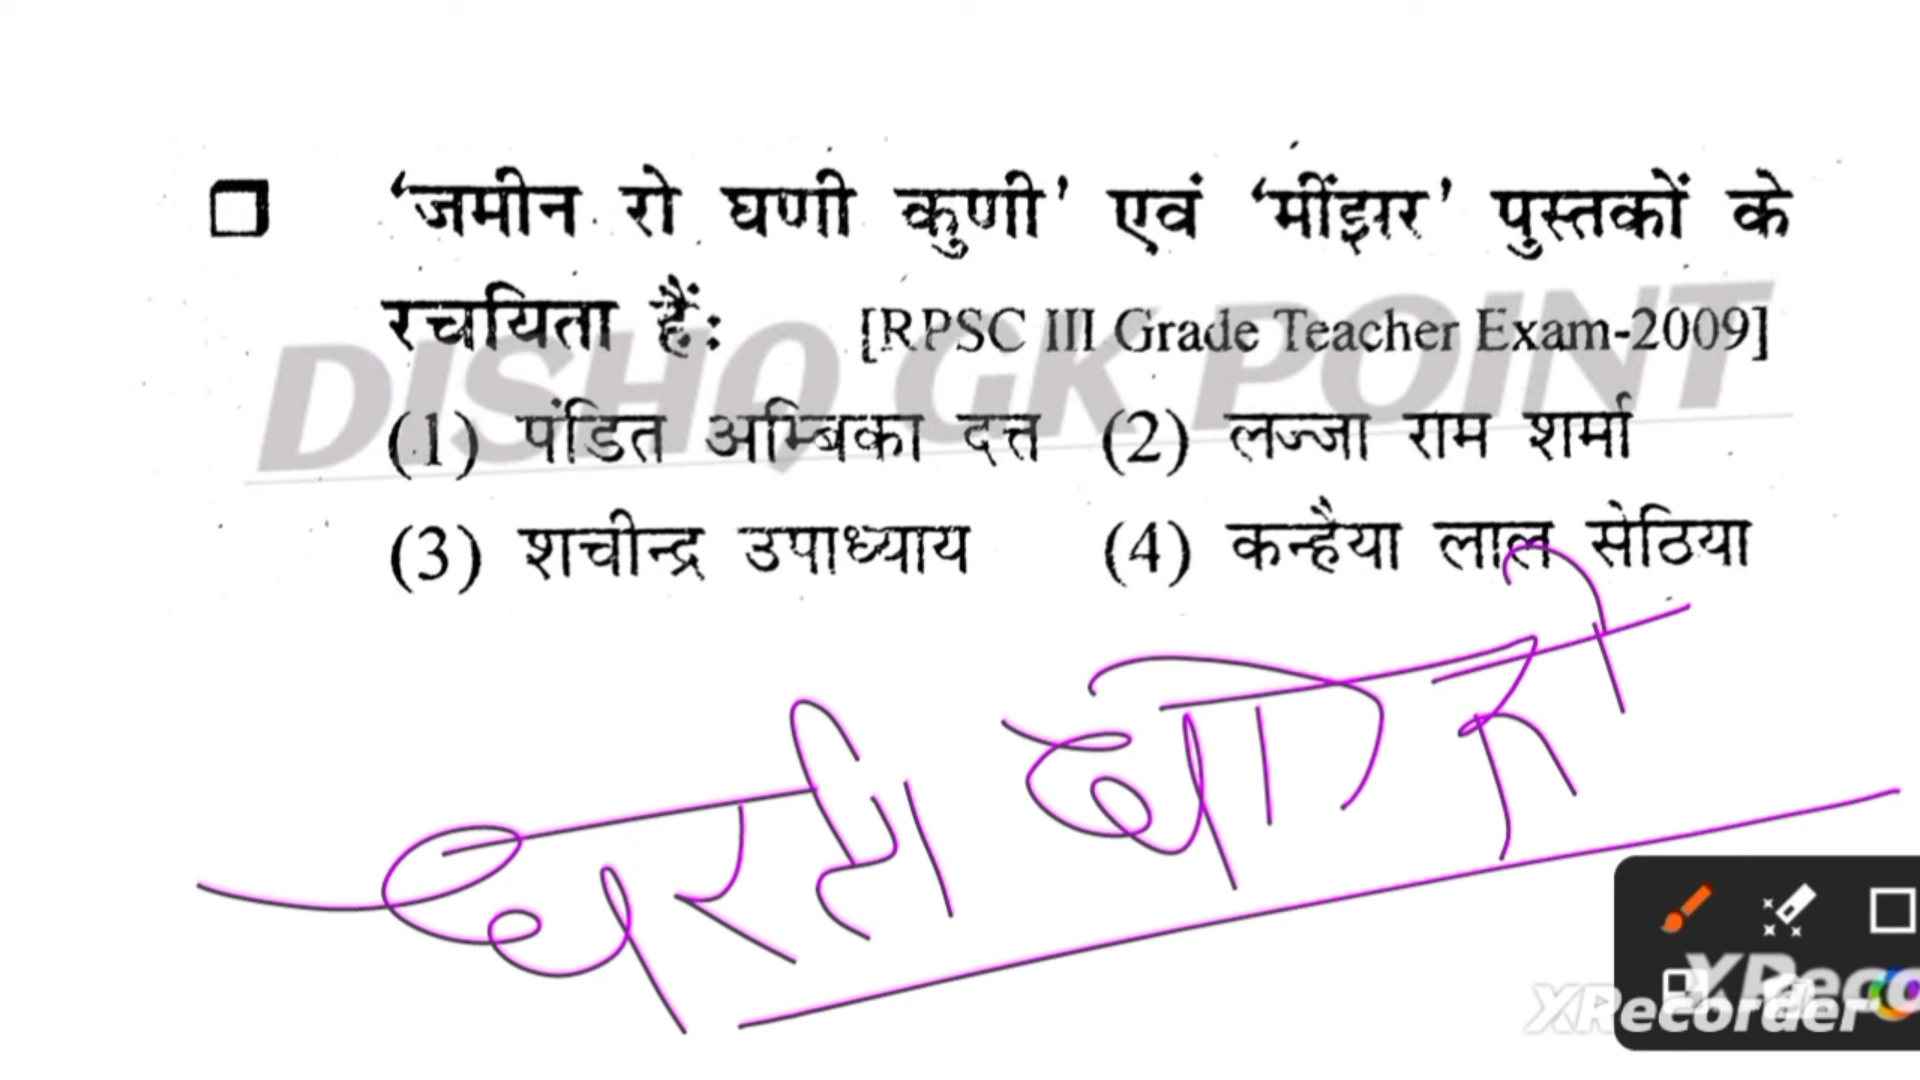 ‘जमीन रो घणी कुणी’ एवं ‘मींझर’ पुस्तकों के
रचयिता हैं: [RPSC III Grade Teacher Exam-2009]
DISHA GK POINT
(1) पंडित अम्बिका दत्त (2) लज्जा राम शर्मा
(3) शचीन्द्र उपाध्याय (4) कन्हैया लाल सेठिया
धरती धोरां री
XRecorder